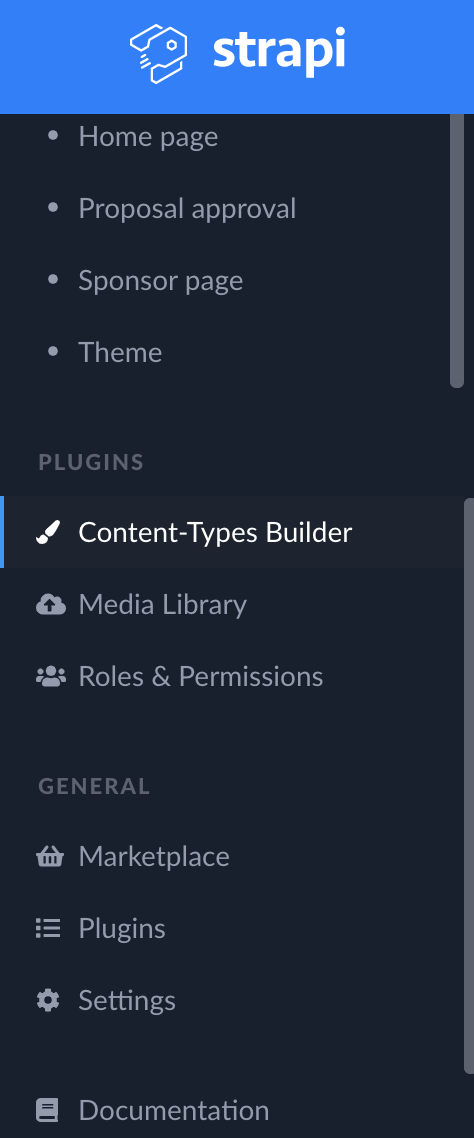 strapi
Home page
Proposal approval
Sponsor page
Theme
PLUGINS
Content-Types Builder
Media Library
Roles & Permissions
GENERAL
Marketplace
Plugins
Settings
Documentation